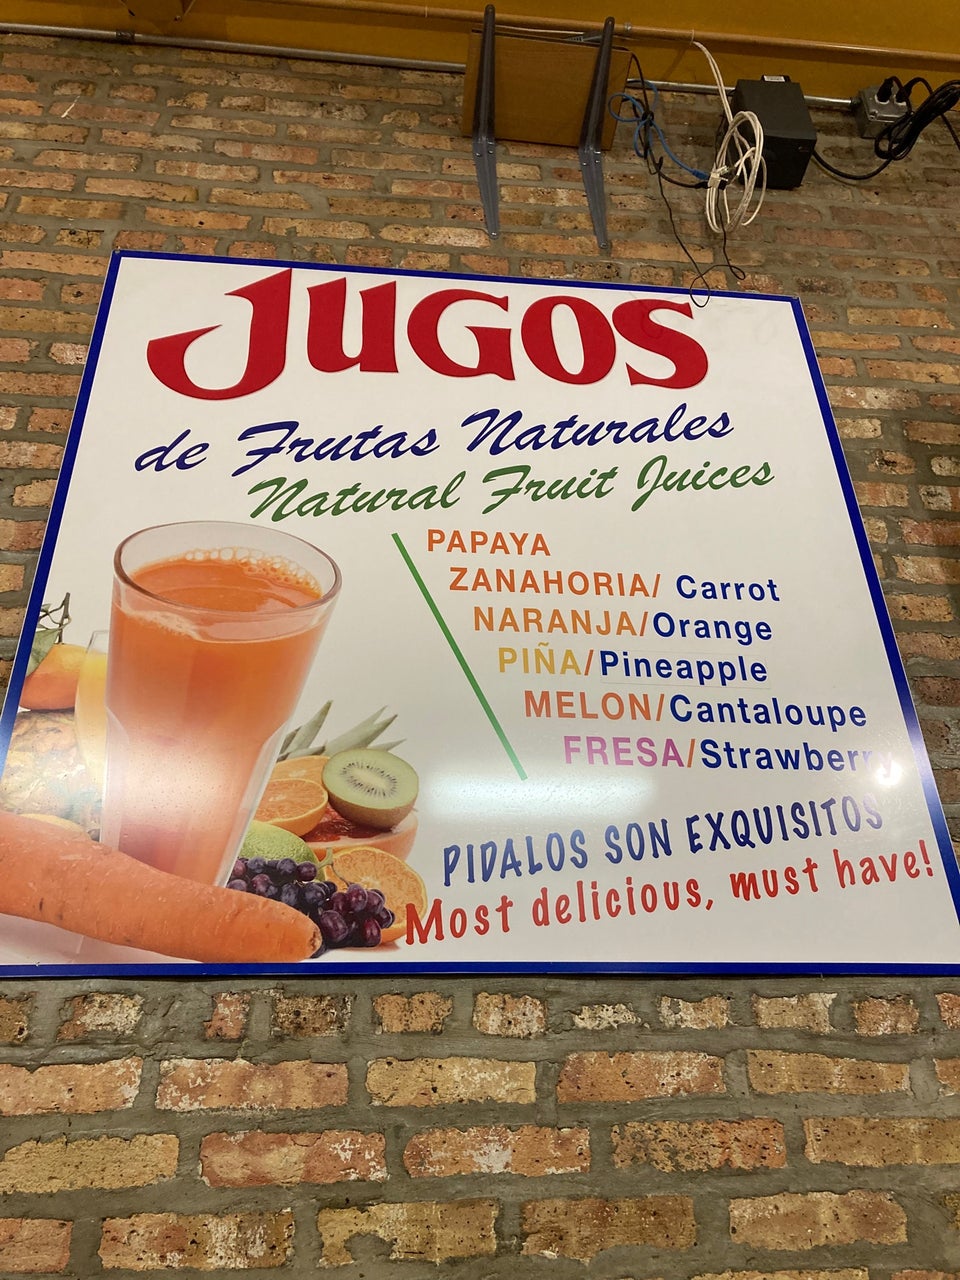 JUGOS
de Frutas Naturales
Natural Fruit Juices
PAPAYA
ZANAHORIA/ Carrot
NARANJA/Orange
PIÑA/Pineapple
MELON/Cantaloupe
FRESA/Strawberry
PIDALOS SON EXQUISITOS
Most delicious, must have!